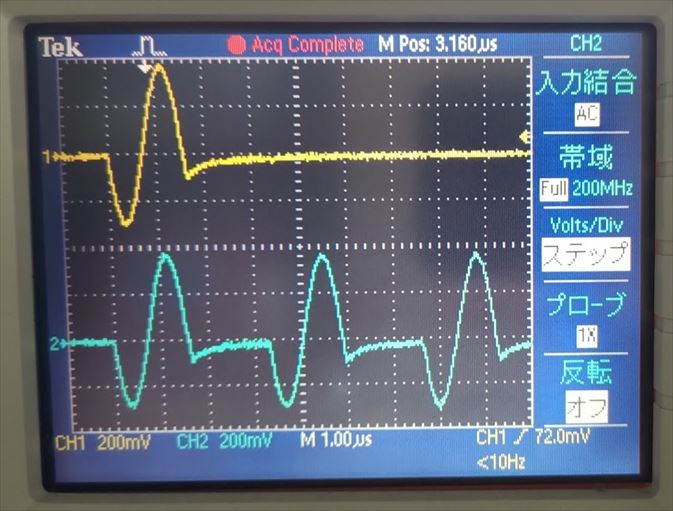 Tek Acq Complete M Pos: 3.160µs CH2
入力結合
AC
帯域
Full 200MHz
Volts/Div
ステップ
プローブ
1X
反転
オフ
1
2
CH1 200mV CH2 200mV M 1.00µs CH1 72.0mV
<10Hz